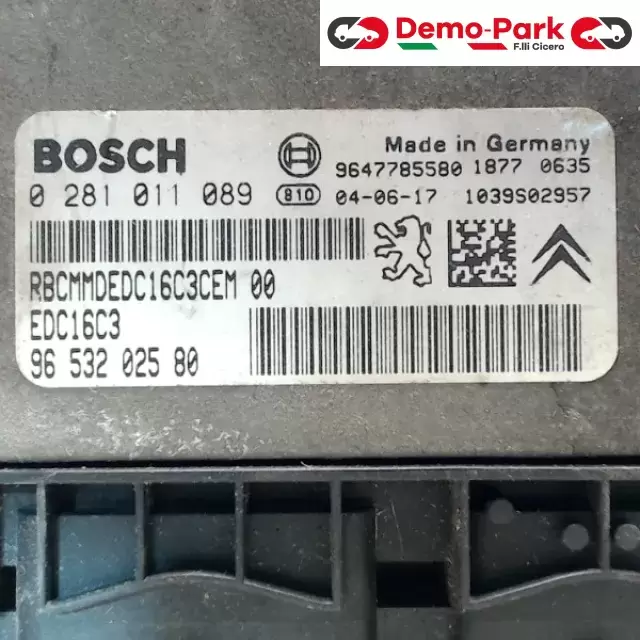 Demo-Park
F.lli Cicero
BOSCH
Made in Germany
9647785580 1877 0635
0 281 011 089 810 04-06-17 1039S02957
RBCMMDEDC16C3CEM 00
EDC16C3
96 532 025 80